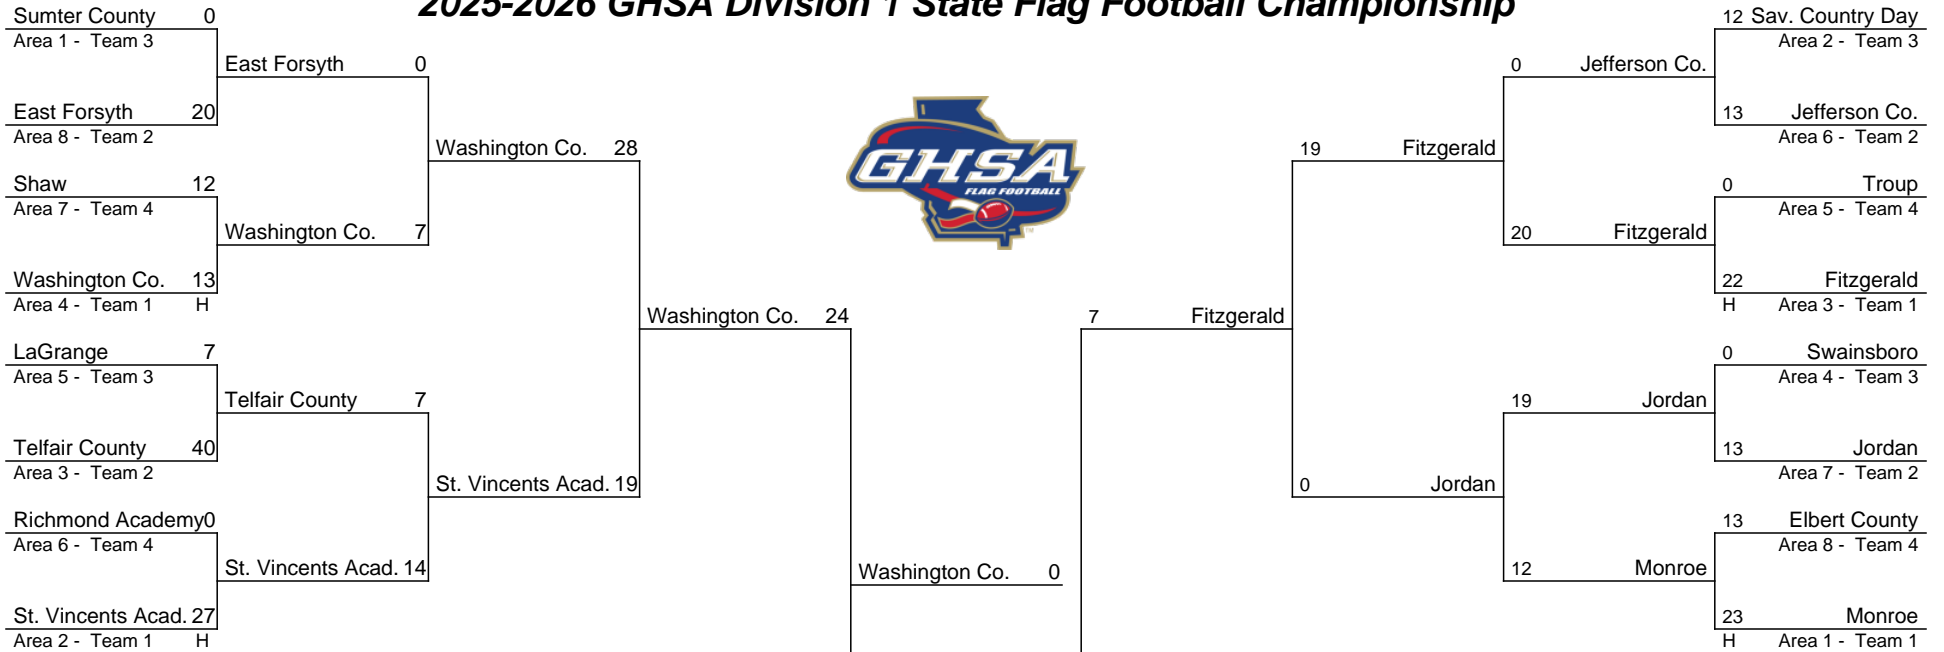 2025-2026 GHSA Division 1 State Flag Football Championship
Sumter County 0
Area 1 - Team 3
East Forsyth 0
East Forsyth 20
Area 8 - Team 2
Washington Co. 28
Shaw 12
Area 7 - Team 4
Washington Co. 7
Washington Co. 13
Area 4 - Team 1 H
Washington Co. 24
LaGrange 7
Area 5 - Team 3
Telfair County 7
Telfair County 40
Area 3 - Team 2
St. Vincents Acad. 19
Richmond Academy 0
Area 6 - Team 4
St. Vincents Acad. 14
St. Vincents Acad. 27
Area 2 - Team 1 H
Washington Co. 0
GHSA
FLAG FOOTBALL
TM
12 Sav. Country Day
Area 2 - Team 3
0 Jefferson Co.
13 Jefferson Co.
Area 6 - Team 2
19 Fitzgerald
0 Troup
Area 5 - Team 4
20 Fitzgerald
22 Fitzgerald
H Area 3 - Team 1
7 Fitzgerald
0 Swainsboro
Area 4 - Team 3
19 Jordan
13 Jordan
Area 7 - Team 2
0 Jordan
13 Elbert County
Area 8 - Team 4
12 Monroe
23 Monroe
H Area 1 - Team 1